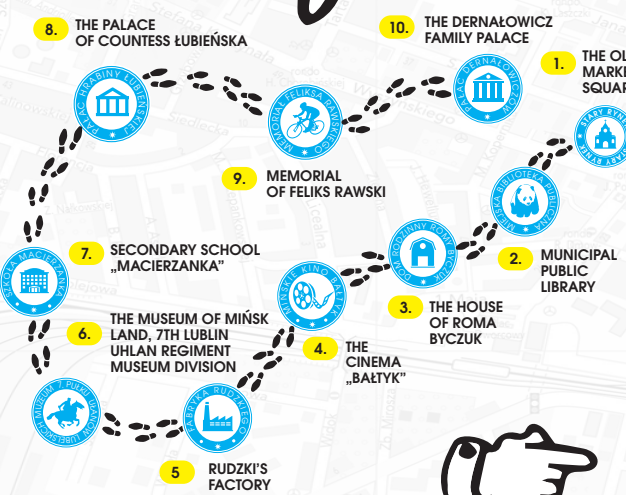 8. THE PALACE
OF COUNTESS ŁUBIEŃSKA
10. THE DERNAŁOWICZ
FAMILY PALACE
1. THE OL
MARKE
SQUAR
PAŁAC HRABINY ŁUBIEŃSKIEJ
MEMORIAŁ FELIKSA RAWSKIEGO
PAŁAC DERNAŁOWICZÓW
STARY RYNEK
STARY RYNEK
9. MEMORIAL
OF FELIKS RAWSKI
MIEJSKA BIBLIOTEKA PUBLICZNA
2. MUNICIPAL
PUBLIC
LIBRARY
7. SECONDARY SCHOOL
„MACIERZANKA”
SZKOŁA MACIERZANKA
DOM RODZINNY ROMY BYCZUK
3. THE HOUSE
OF ROMA
BYCZUK
MIŃSKIE KINO BAŁTYK
4. THE
CINEMA
„BAŁTYK”
6. THE MUSEUM OF MIŃSK
LAND, 7TH LUBLIN
UHLAN REGIMENT
MUSEUM DIVISION
MUZEUM 7. PUŁKU UŁANÓW LUBELSKICH
FABRYKA RUDZKIEGO
5 RUDZKI'S
FACTORY